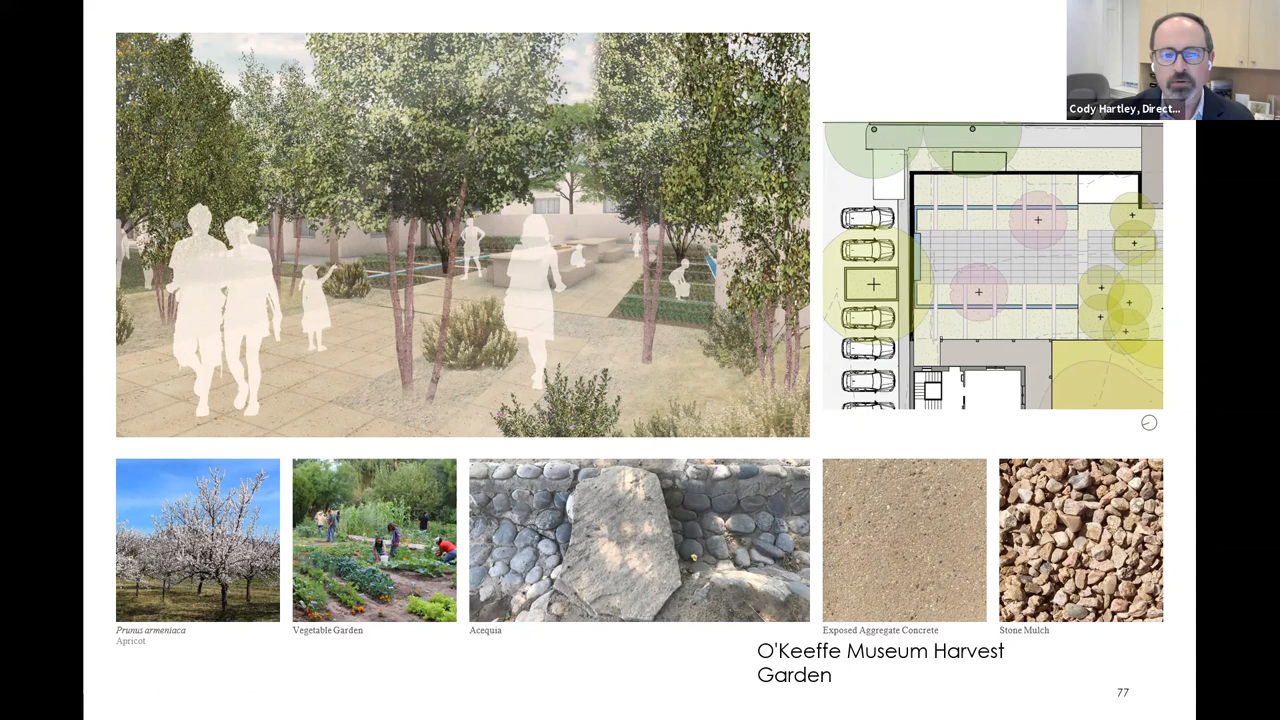 Cody Hartley, Direct...
Prunus armeniaca
Apricot
Vegetable Garden
Acequia
Exposed Aggregate Concrete
Stone Mulch
O'Keeffe Museum Harvest
Garden
77